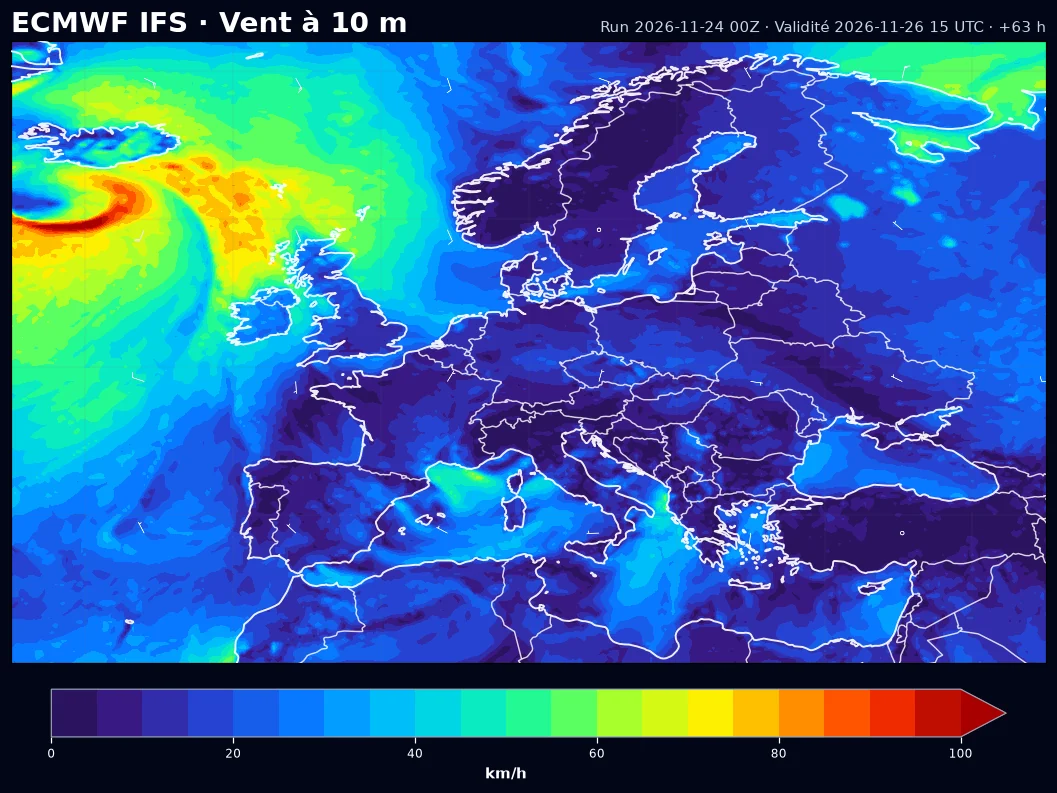 ECMWF IFS · Vent à 10 m
Run 2026-11-24 00Z · Validité 2026-11-26 15 UTC · +63 h
0 20 40 60 80 100
km/h